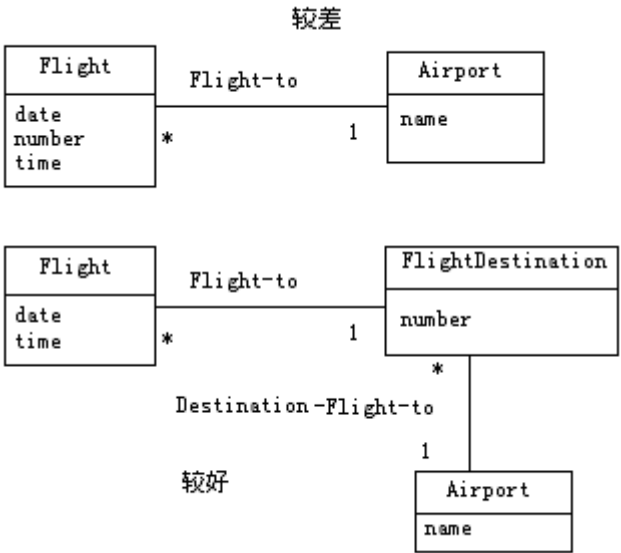 较差
Flight
Flight-to
Airport
date
number
time
*
1
name
Flight
Flight-to
FlightDestination
date
time
*
1
number
*
Destination-Flight-to
1
较好
Airport
name